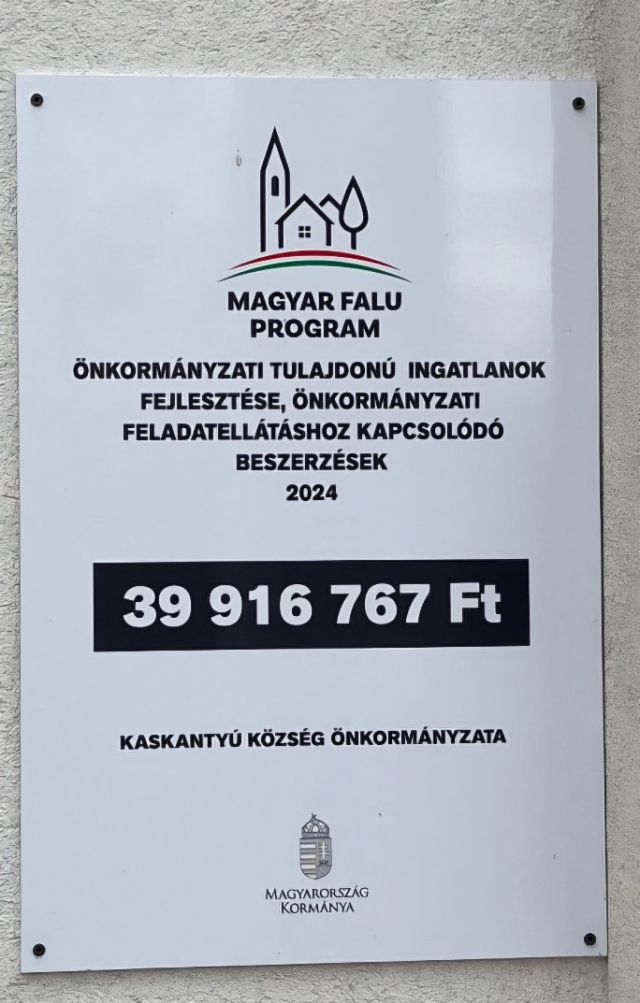 MAGYAR FALU
PROGRAM
ÖNKORMÁNYZATI TULAJDONÚ INGATLANOK
FEJLESZTÉSE, ÖNKORMÁNYZATI
FELADATELLÁTÁSHOZ KAPCSOLÓDÓ
BESZERZÉSEK
2024
39 916 767 Ft
KASKANTYÚ KÖZSÉG ÖNKORMÁNYZATA
MAGYARORSZÁG
KORMÁNYA